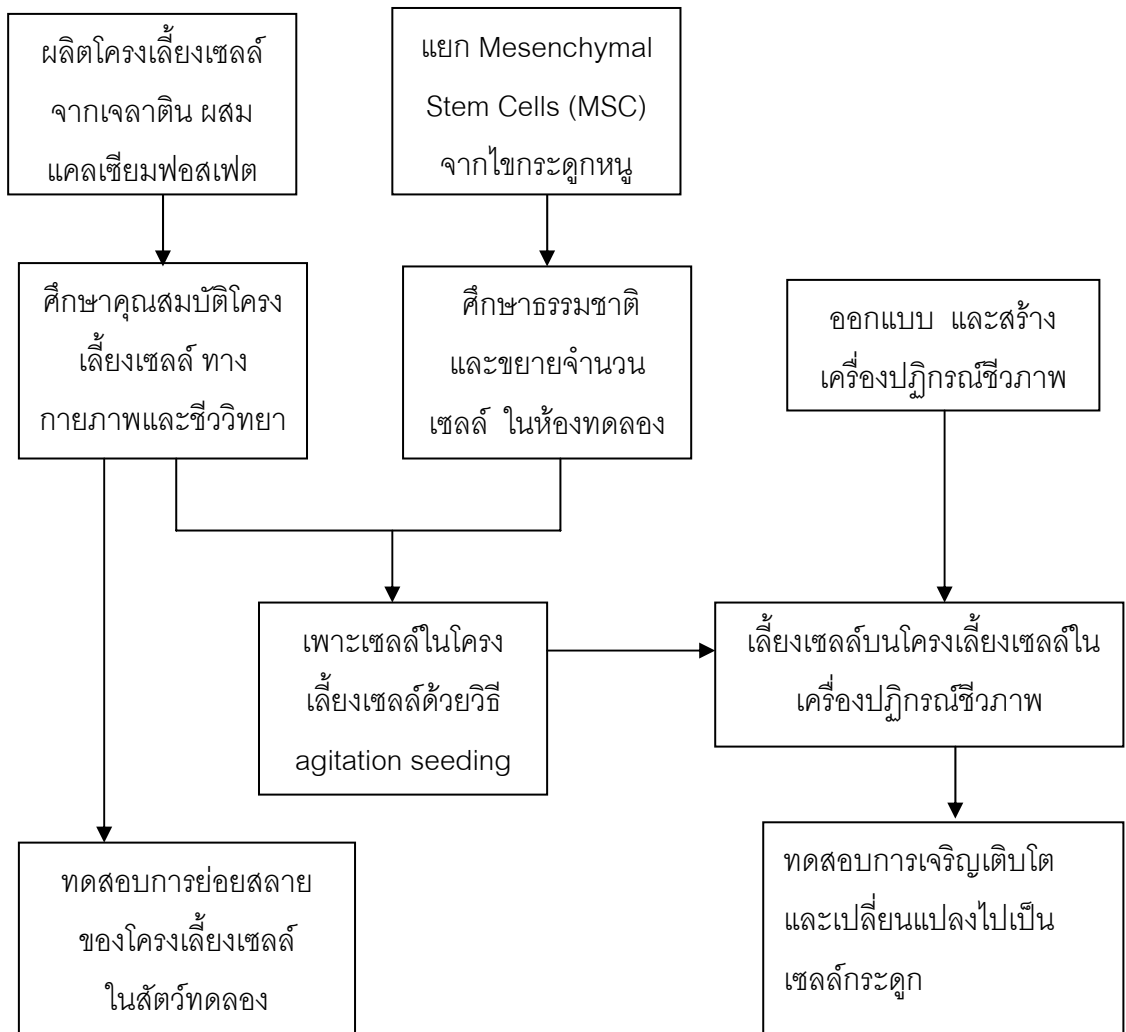 ผลิตโครงเลี้ยงเซลล์
จากเจลาติน ผสม
แคลเซียมฟอสเฟต
แยก Mesenchymal
Stem Cells (MSC)
จากไขกระดูกหนู
ศึกษาคุณสมบัติโครง
เลี้ยงเซลล์ ทาง
กายภาพและชีววิทยา
ศึกษาธรรมชาติ
และขยายจำนวน
เซลล์ ในห้องทดลอง
ออกแบบ และสร้าง
เครื่องปฏิกรณ์ชีวภาพ
เพาะเซลล์ในโครง
เลี้ยงเซลล์ด้วยวิธี
agitation seeding
เลี้ยงเซลล์บนโครงเลี้ยงเซลล์ใน
เครื่องปฏิกรณ์ชีวภาพ
ทดสอบการย่อยสลาย
ของโครงเลี้ยงเซลล์
ในสัตว์ทดลอง
ทดสอบการเจริญเติบโต
และเปลี่ยนแปลงไปเป็น
เซลล์กระดูก